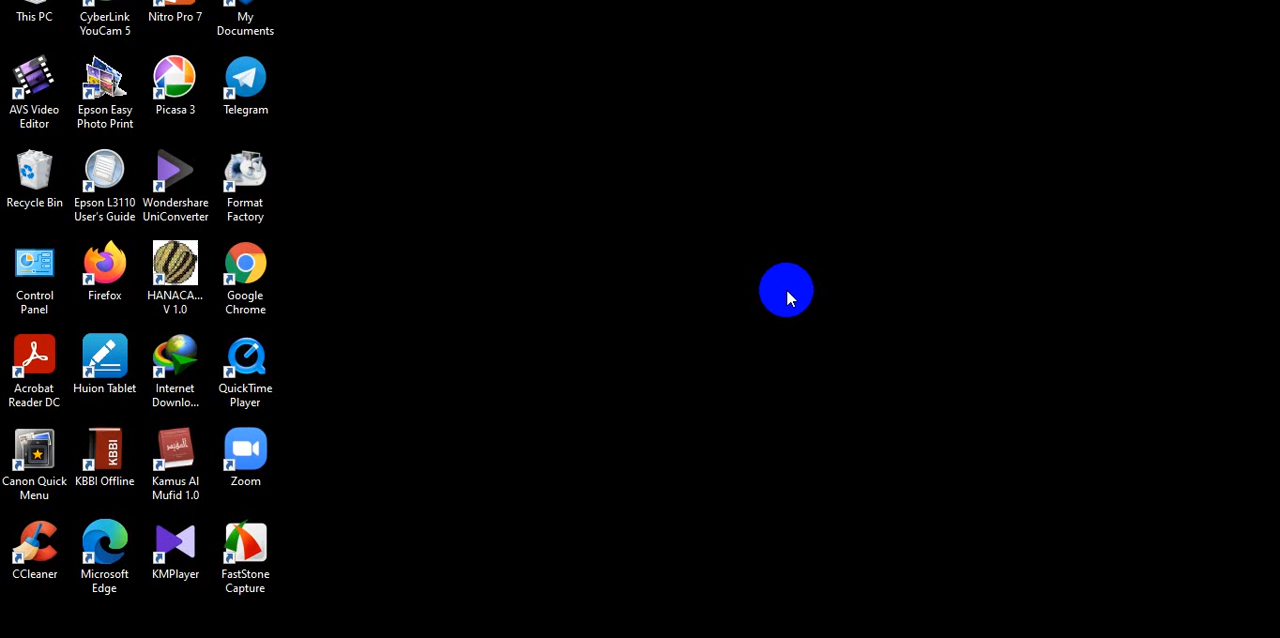 This PC
CyberLink
YouCam 5
Nitro Pro 7
My
Documents
AVS Video
Editor
Epson Easy
Photo Print
Picasa 3
Telegram
Recycle Bin
Epson L3110
User's Guide
Wondershare
UniConverter
Format
Factory
Control
Panel
Firefox
HANACA...
V 1.0
Google
Chrome
Acrobat
Reader DC
Huion Tablet
Internet
Downlo...
QuickTime
Player
Canon Quick
Menu
KBBI
KBBI Offline
Kamus Al
Mufid 1.0
Zoom
CCleaner
Microsoft
Edge
KMPlayer
FastStone
Capture